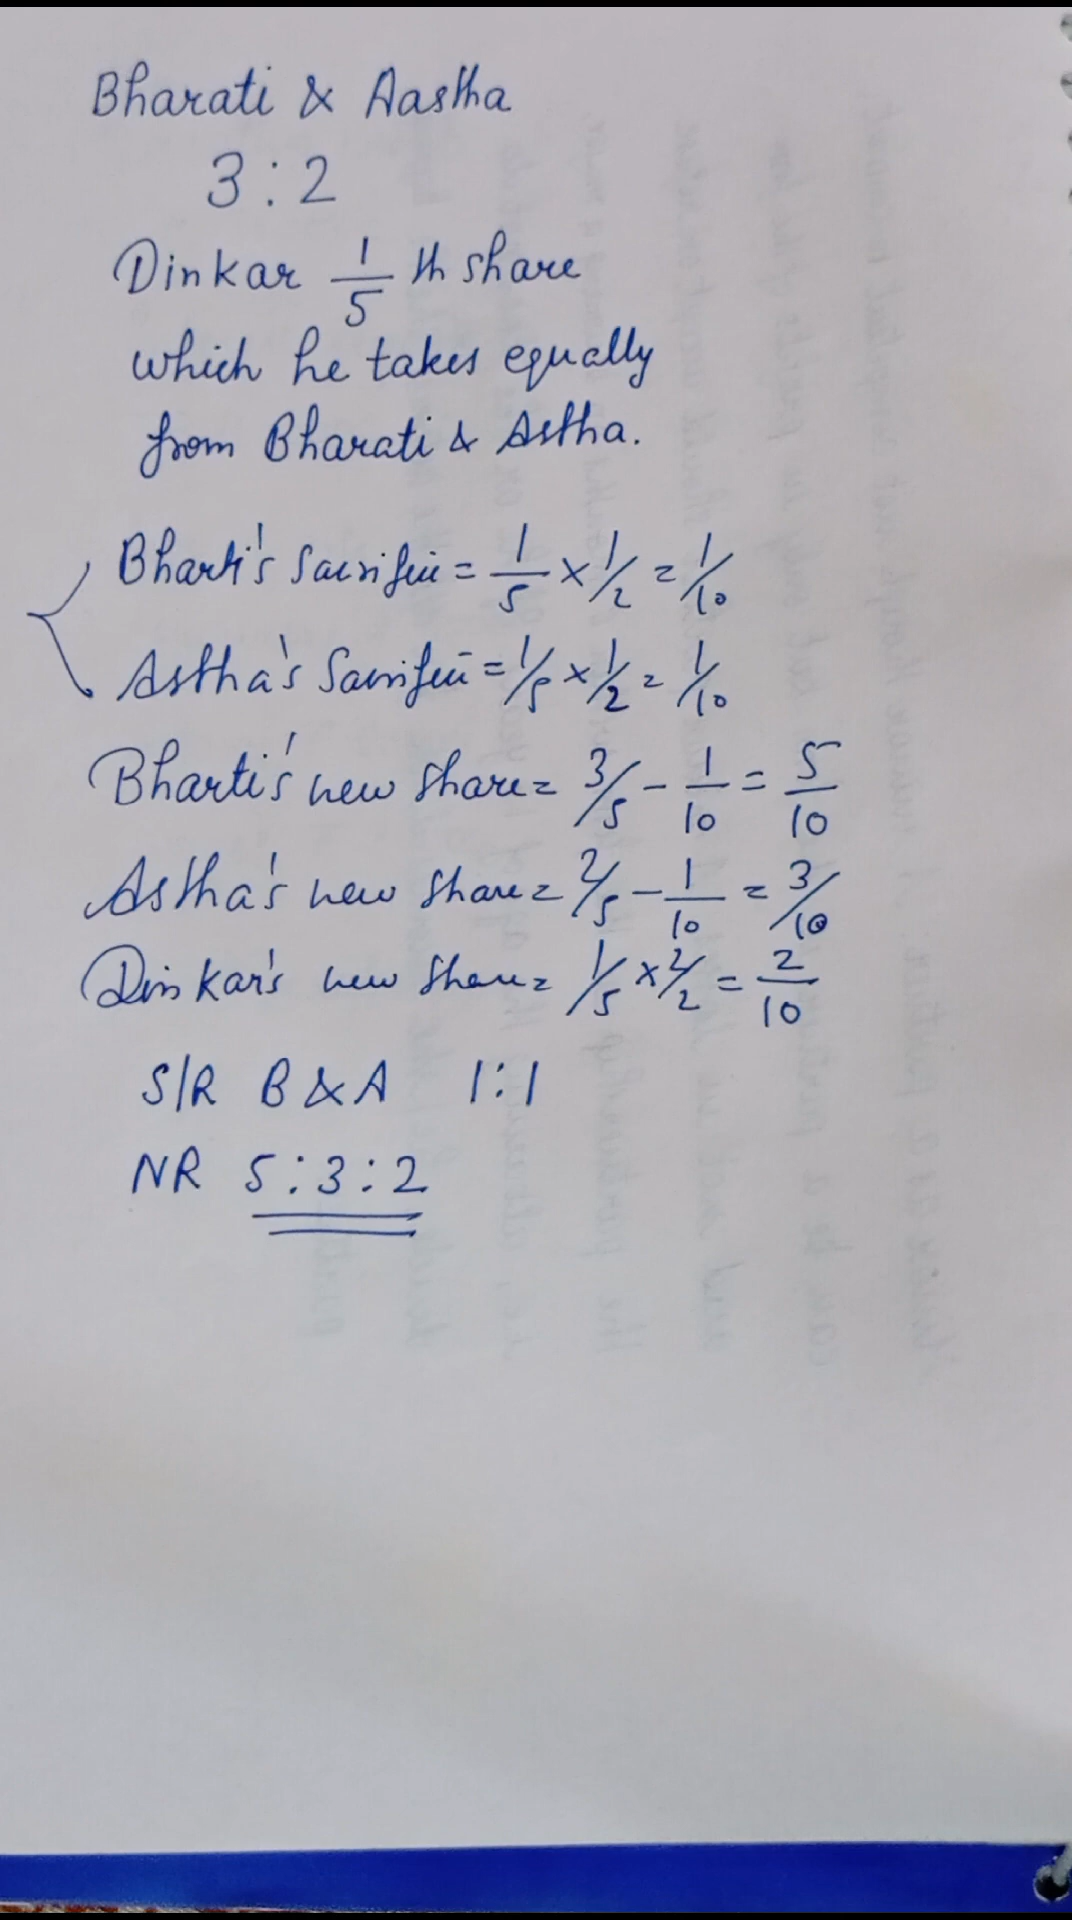 Bharati & Aastha
3 : 2
Dinkar 1/5 th share
which he takes equally
from Bharati & Astha.
Bharti's Sacrifice = 1/5 × 1/2 = 1/10
Astha's Sacrifice = 1/5 × 1/2 = 1/10
Bharti's new share = 3/5 - 1/10 = 5/10
Astha's new share = 2/5 - 1/10 = 3/10
Dinkar's new share = 1/5 × 2/2 = 2/10
S/R B & A 1 : 1
NR 5 : 3 : 2